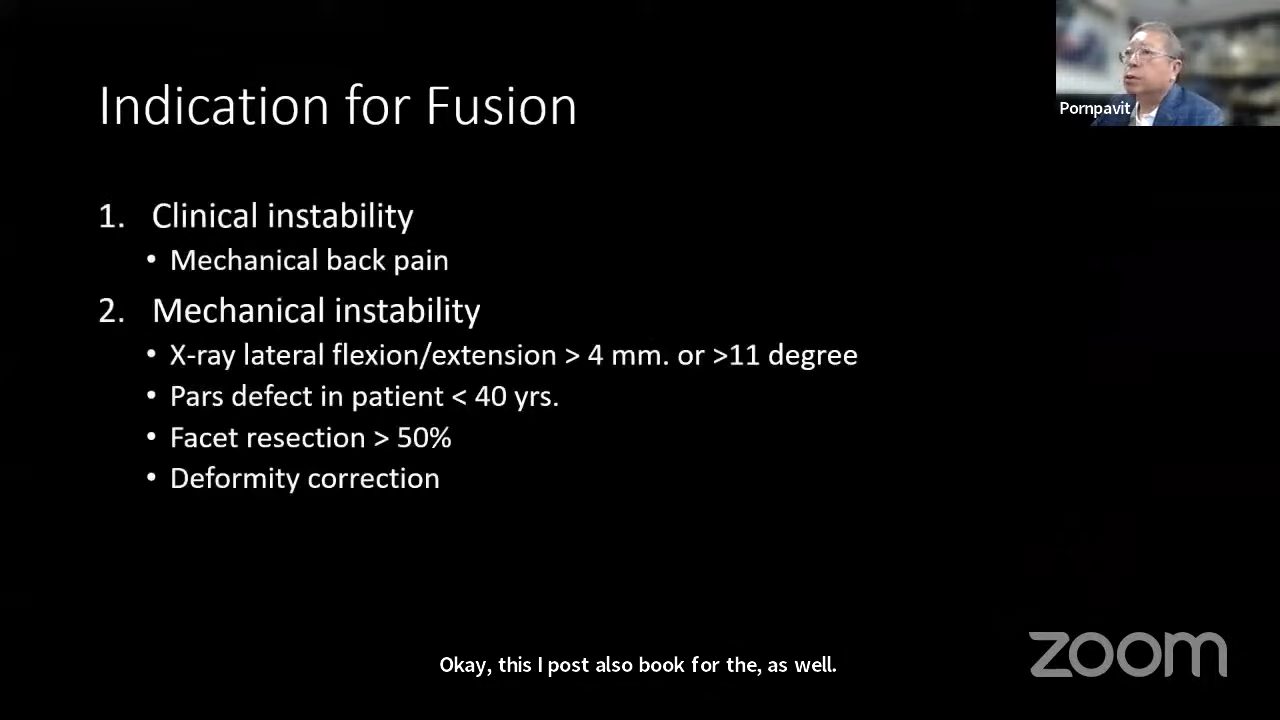 Indication for Fusion
Pornpavit
1. Clinical instability
• Mechanical back pain
2. Mechanical instability
• X-ray lateral flexion/extension > 4 mm. or >11 degree
• Pars defect in patient < 40 yrs.
• Facet resection > 50%
• Deformity correction
Okay, this I post also book for the, as well.
zoom